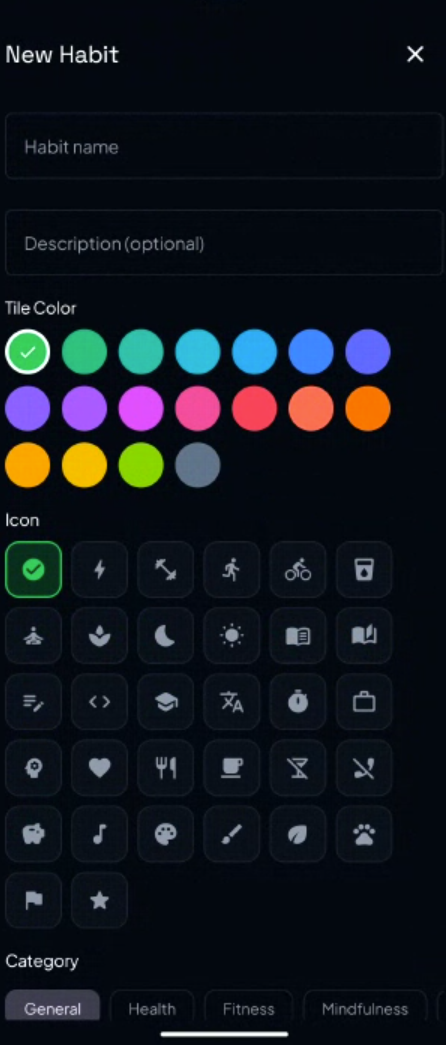 New Habit
Habit name
Description (optional)
Tile Color
Icon
Category
General Health Fitness Mindfulness